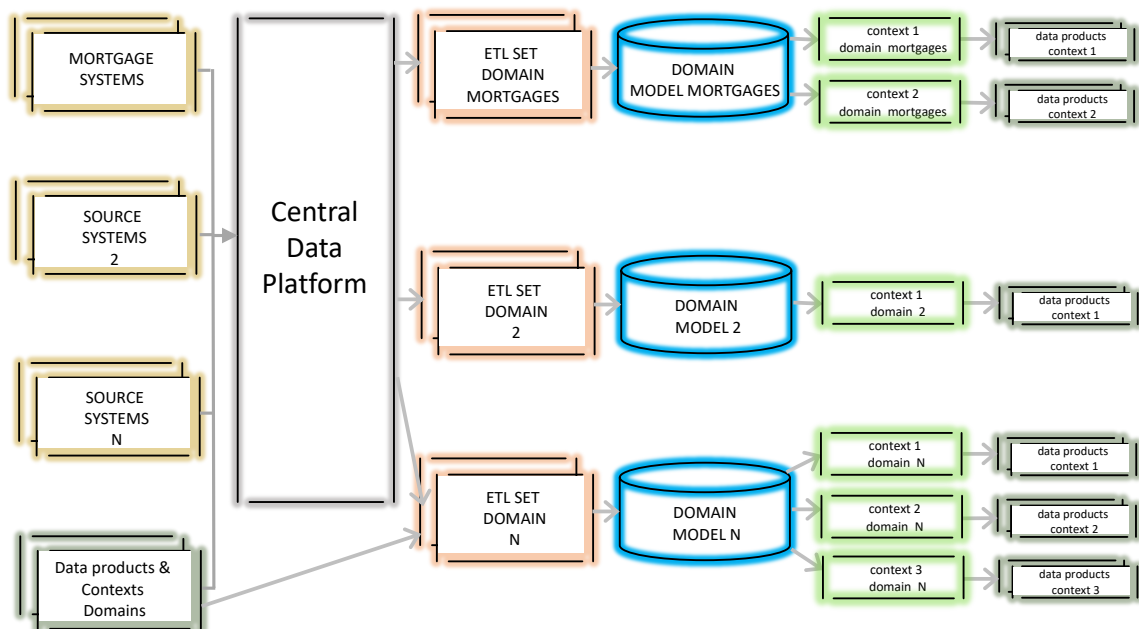 MORTGAGE
SYSTEMS
SOURCE
SYSTEMS
2
SOURCE
SYSTEMS
N
Data products &
Contexts
Domains
Central
Data
Platform
ETL SET
DOMAIN
MORTGAGES
DOMAIN
MODEL MORTGAGES
context 1
domain mortgages
data products
context 1
context 2
domain mortgages
data products
context 2
ETL SET
DOMAIN
2
DOMAIN
MODEL 2
context 1
domain 2
data products
context 1
ETL SET
DOMAIN
N
DOMAIN
MODEL N
context 1
domain N
data products
context 1
context 2
domain N
data products
context 2
context 3
domain N
data products
context 3